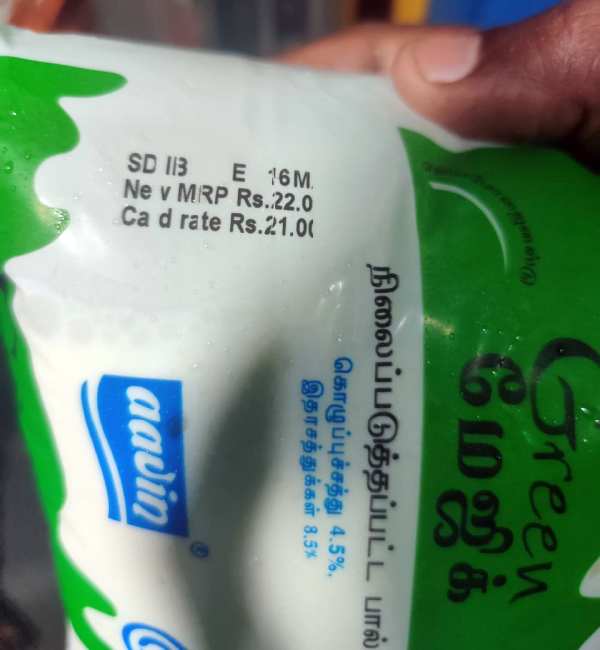 SD IIB E 16M.
Ne v MRP Rs.22.0
Ca d rate Rs.21.0(
நிலைப்படுத்தப்பட்ட பால்
கொழுப்புச்சத்து 4.5%,
இதரசத்துக்கள் 8.5%
Green
மேஜிக்
aavin
®